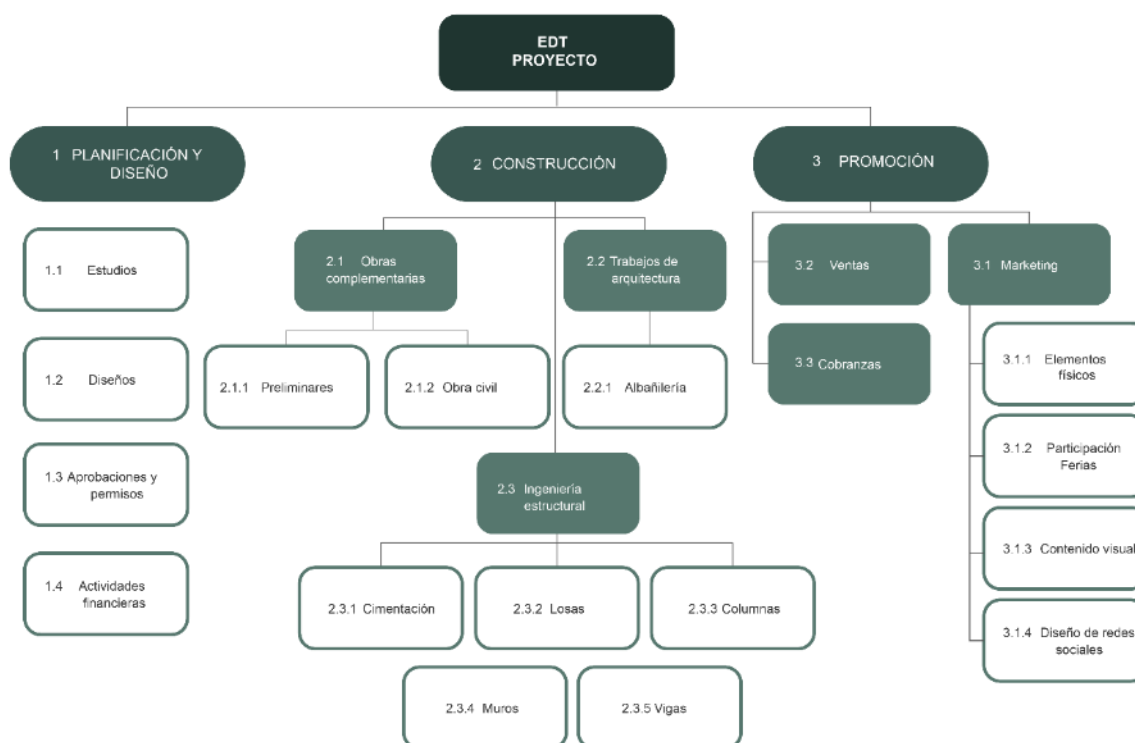 EDT
PROYECTO
1 PLANIFICACIÓN Y
DISEÑO
2 CONSTRUCCIÓN
3 PROMOCIÓN
1.1 Estudios
1.2 Diseños
1.3 Aprobaciones y
permisos
1.4 Actividades
financieras
2.1 Obras
complementarias
2.2 Trabajos de
arquitectura
2.1.1 Preliminares
2.1.2 Obra civil
2.2.1 Albañilería
2.3 Ingeniería
estructural
2.3.1 Cimentación
2.3.2 Losas
2.3.3 Columnas
2.3.4 Muros
2.3.5 Vigas
3.2 Ventas
3.3 Cobranzas
3.1 Marketing
3.1.1 Elementos
físicos
3.1.2 Participación
Ferias
3.1.3 Contenido visual
3.1.4 Diseño de redes
sociales